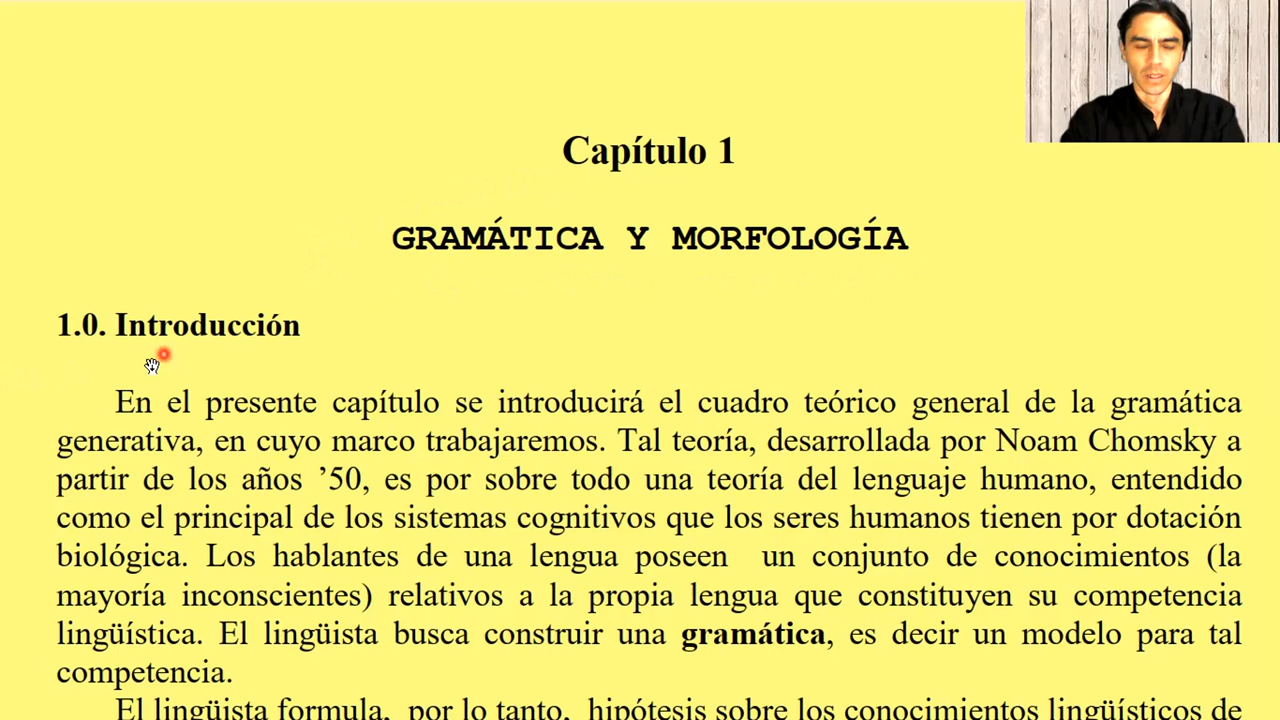 Capítulo 1
GRAMÁTICA Y MORFOLOGÍA
1.0. Introducción
En el presente capítulo se introducirá el cuadro teórico general de la gramática
generativa, en cuyo marco trabajaremos. Tal teoría, desarrollada por Noam Chomsky a
partir de los años ’50, es por sobre todo una teoría del lenguaje humano, entendido
como el principal de los sistemas cognitivos que los seres humanos tienen por dotación
biológica. Los hablantes de una lengua poseen un conjunto de conocimientos (la
mayoría inconscientes) relativos a la propia lengua que constituyen su competencia
lingüística. El lingüista busca construir una gramática, es decir un modelo para tal
competencia.
El lingüista formula, por lo tanto, hipótesis sobre los conocimientos lingüísticos de